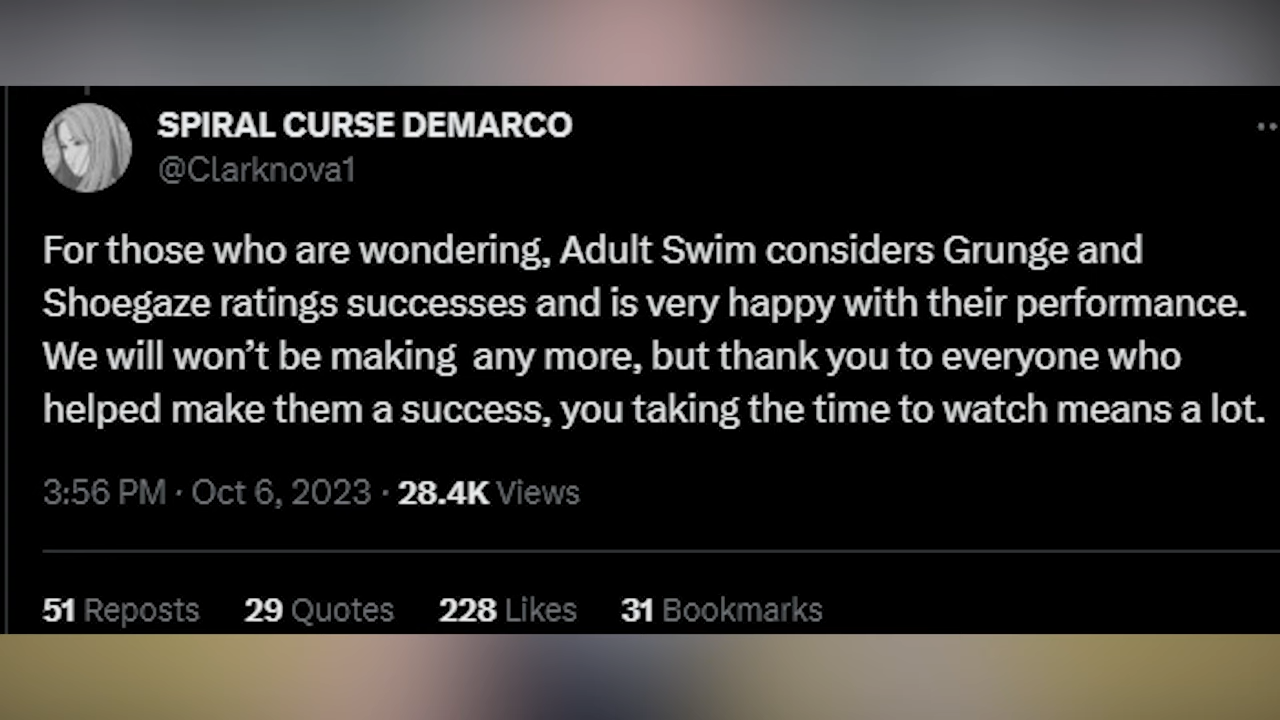 SPIRAL CURSE DEMARCO
@Clarknova1
For those who are wondering, Adult Swim considers Grunge and
Shoegaze ratings successes and is very happy with their performance.
We will won’t be making  any more, but thank you to everyone who
helped make them a success, you taking the time to watch means a lot.
3:56 PM · Oct 6, 2023 · 28.4K Views
51 Reposts 29 Quotes 228 Likes 31 Bookmarks